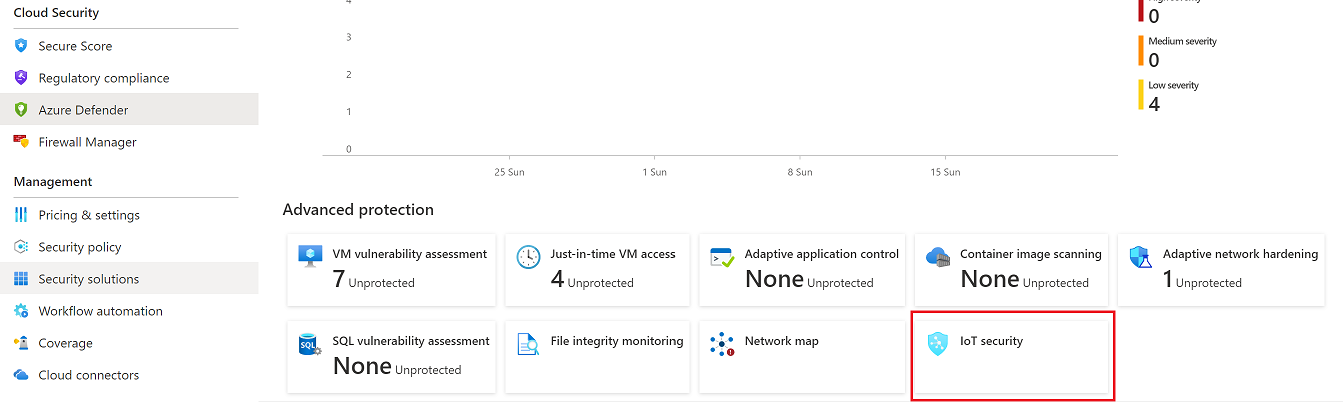 Cloud Security
Secure Score
Regulatory compliance
Azure Defender
Firewall Manager
Management
Pricing & settings
Security policy
Security solutions
Workflow automation
Coverage
Cloud connectors
4
3
2
1
0
25 Sun
1 Sun
8 Sun
15 Sun
0
Medium severity
0
Low severity
4
Advanced protection
VM vulnerability assessment
7 Unprotected
Just-in-time VM access
4 Unprotected
Adaptive application control
None Unprotected
Container image scanning
None Unprotected
Adaptive network hardening
1 Unprotected
SQL vulnerability assessment
None Unprotected
File integrity monitoring
Network map
IoT security